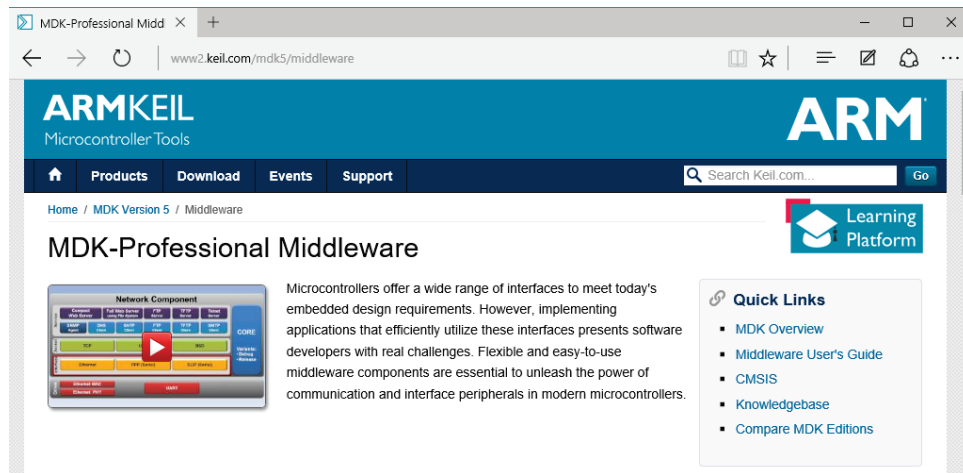 MDK-Professional Midd
www2.keil.com/mdk5/middleware
ARMKEIL
Microcontroller Tools
ARM
Products Download Events Support
Search Keil.com...
Go
Home / MDK Version 5 / Middleware
Learning
Platform
MDK-Professional Middleware
Network Component
CORE
TCP
UART
Microcontrollers offer a wide range of interfaces to meet today's
embedded design requirements. However, implementing
applications that efficiently utilize these interfaces presents software
developers with real challenges. Flexible and easy-to-use
middleware components are essential to unleash the power of
communication and interface peripherals in modern microcontrollers.
Quick Links
MDK Overview
Middleware User's Guide
CMSIS
Knowledgebase
Compare MDK Editions